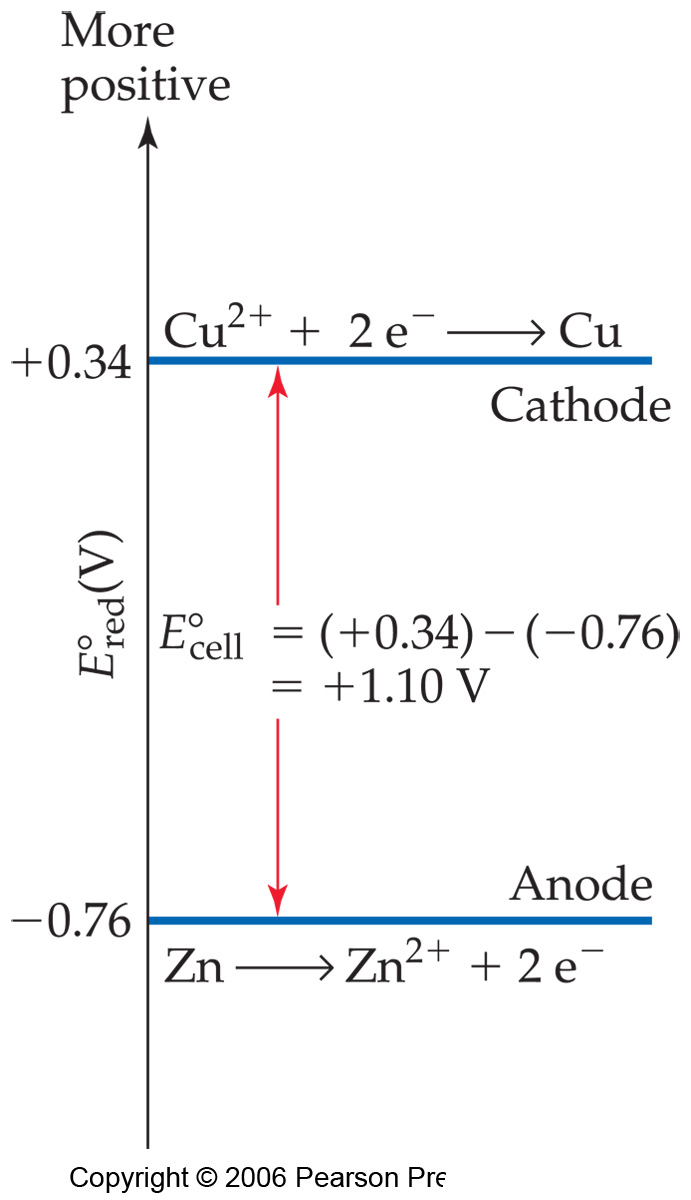 More
positive
Cu²⁺ + 2 e⁻ ⟶ Cu
+0.34
Cathode
E°red(V)
E°cell = (+0.34) − (−0.76)
= +1.10 V
Anode
−0.76
Zn ⟶ Zn²⁺ + 2 e⁻
Copyright © 2006 Pearson Pre